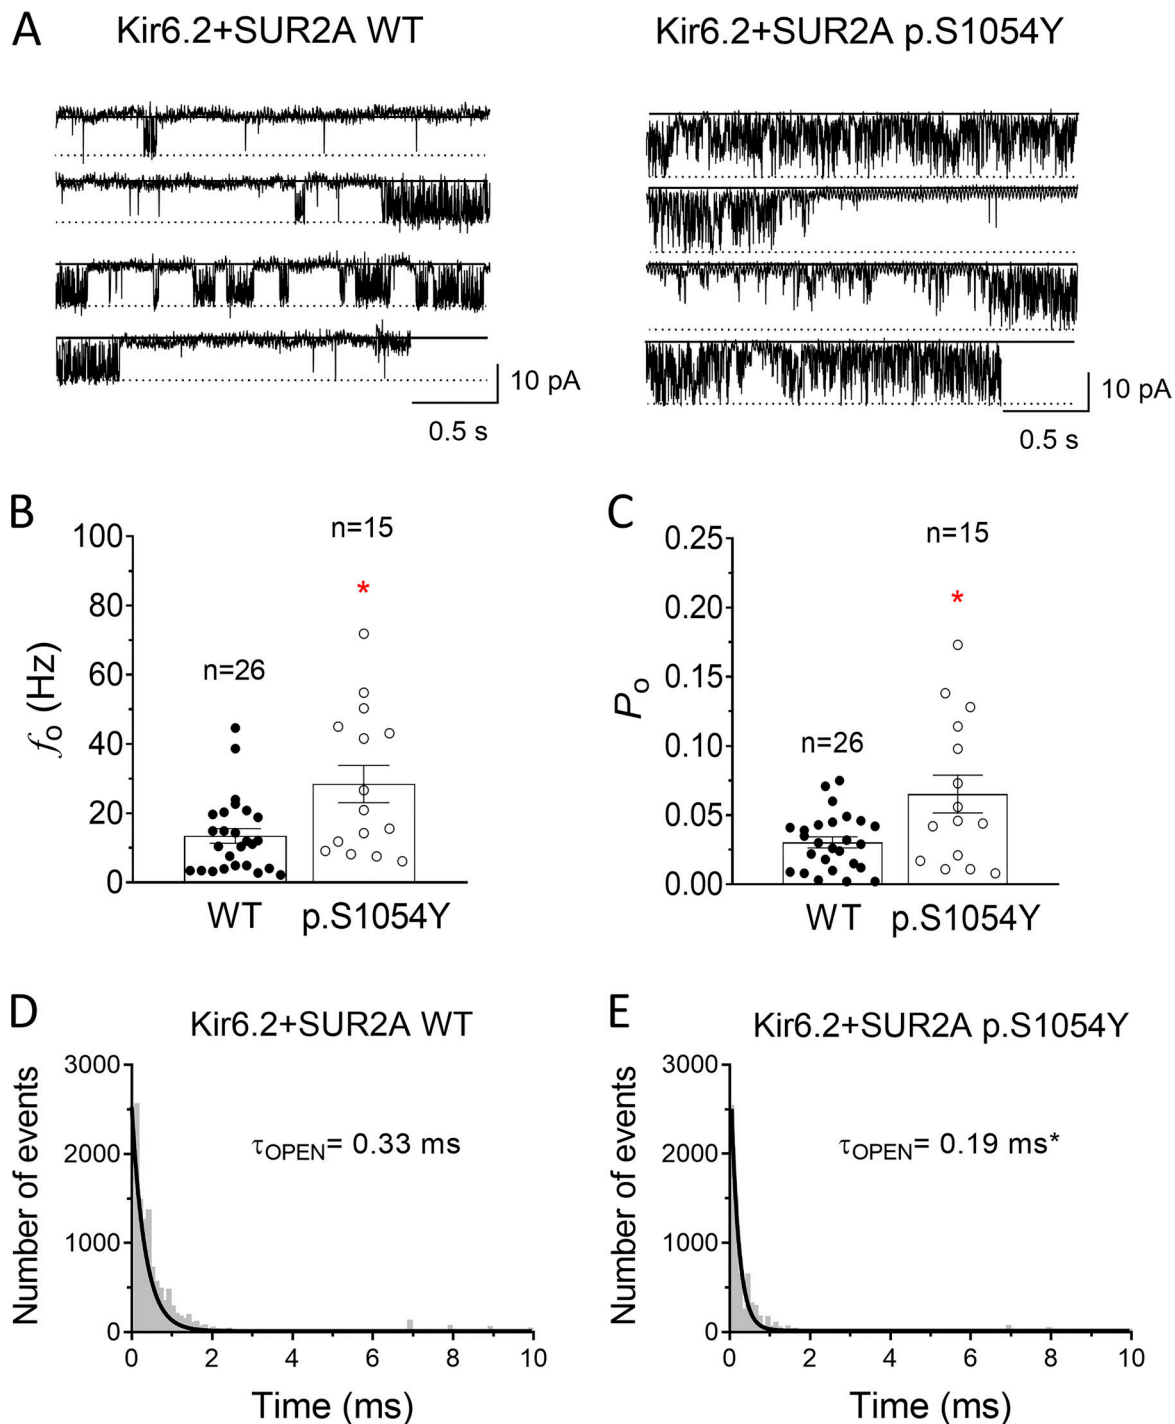 A
Kir6.2+SUR2A WT
Kir6.2+SUR2A p.S1054Y
10 pA
0.5 s
10 pA
0.5 s
B
100
80
60
40
20
0
fo (Hz)
n=26
n=15
*
WT
p.S1054Y
C
0.25
0.20
0.15
0.10
0.05
0.00
Po
n=26
n=15
*
WT
p.S1054Y
D
Kir6.2+SUR2A WT
3000
2000
1000
0
Number of events
τOPEN= 0.33 ms
0 2 4 6 8 10
Time (ms)
E
Kir6.2+SUR2A p.S1054Y
3000
2000
1000
0
Number of events
τOPEN= 0.19 ms*
0 2 4 6 8 10
Time (ms)